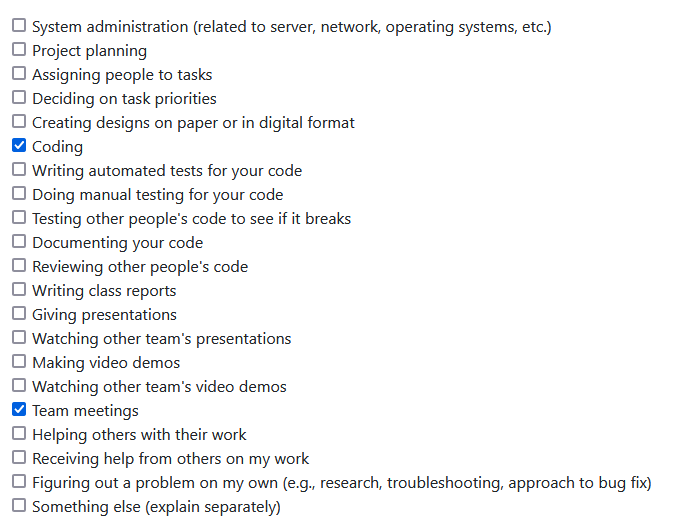 System administration (related to server, network, operating systems, etc.)
Project planning
Assigning people to tasks
Deciding on task priorities
Creating designs on paper or in digital format
Coding
Writing automated tests for your code
Doing manual testing for your code
Testing other people's code to see if it breaks
Documenting your code
Reviewing other people's code
Writing class reports
Giving presentations
Watching other team's presentations
Making video demos
Watching other team's video demos
Team meetings
Helping others with their work
Receiving help from others on my work
Figuring out a problem on my own (e.g., research, troubleshooting, approach to bug fix)
Something else (explain separately)